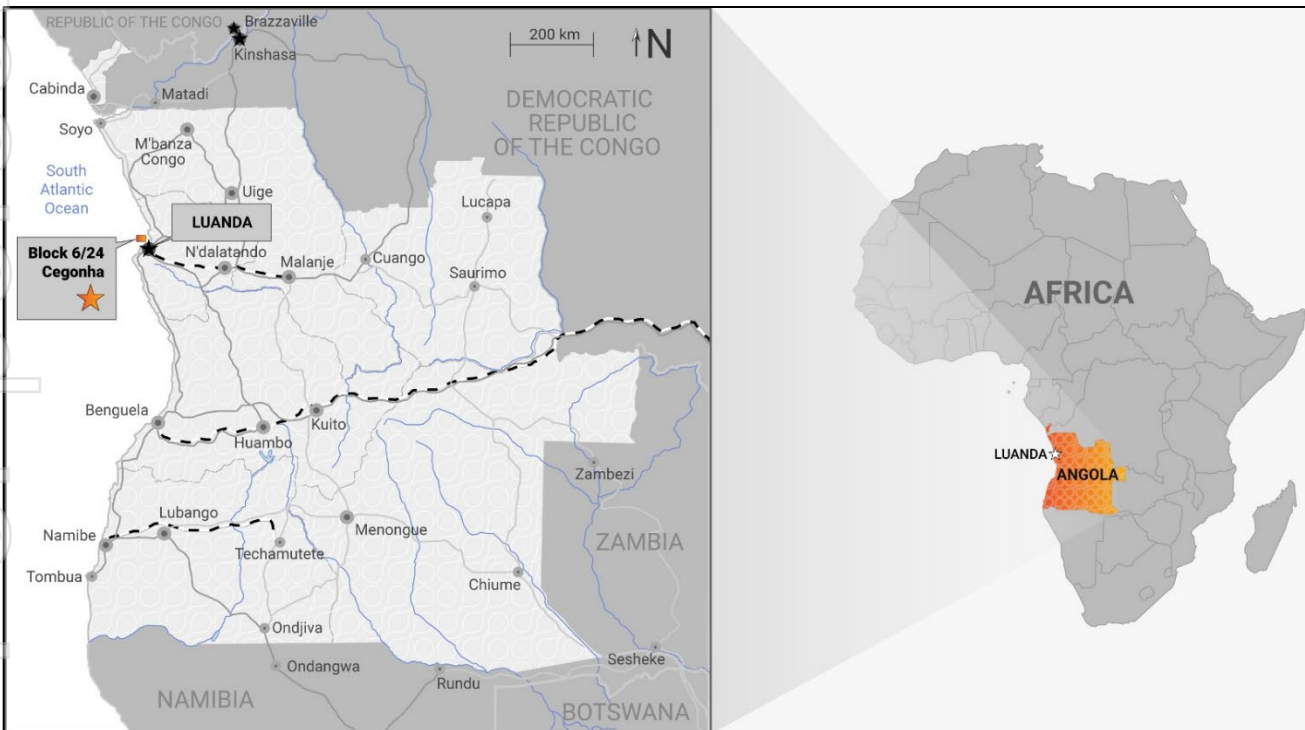 REPUBLIC OF THE CONGO
Brazzaville
Kinshasa
200 km
N
Cabinda
Matadi
DEMOCRATIC
REPUBLIC
OF THE CONGO
Soyo
M'banza
Congo
South
Atlantic
Ocean
Uige
Lucapa
LUANDA
Block 6/24
Cegonha
N'dalatando
Malanje
Cuango
Saurimo
Benguela
Huambo
Kuito
Zambezi
Namibe
Lubango
Techamutete
Menongue
ZAMBIA
Tombua
Chiume
Ondjiva
Ondangwa
Sesheke
Rundu
NAMIBIA
BOTSWANA
AFRICA
LUANDA
ANGOLA